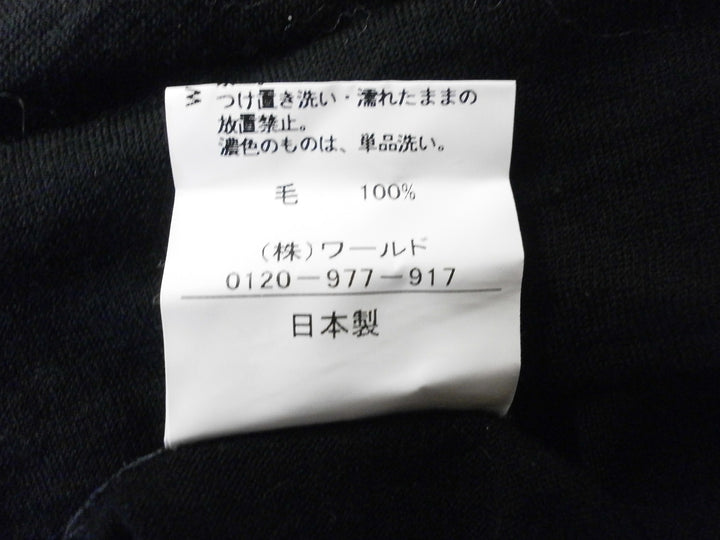 つけ置き洗い・濡れたままの
放置禁止。
濃色のものは、単品洗い。
毛 100%
(株)ワールド
0120-977-917
日本製